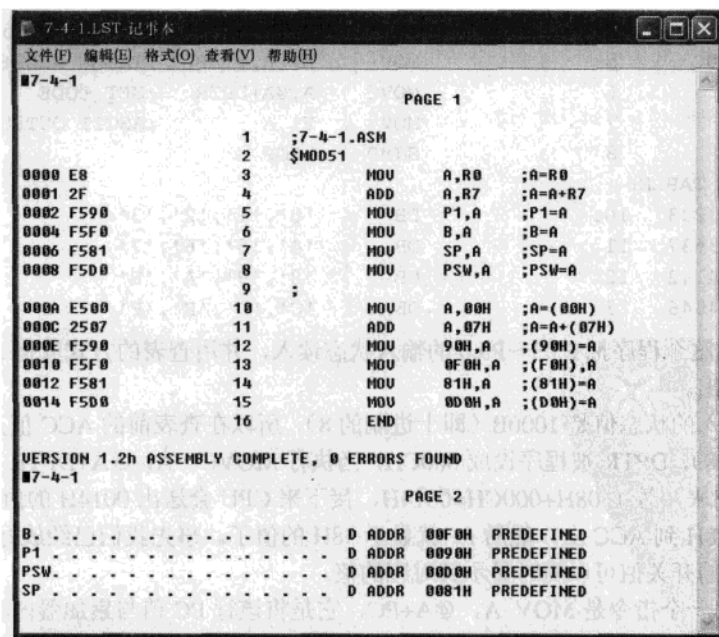 7-4-1.LST-记事本
文件(F) 编辑(E) 格式(O) 查看(V) 帮助(H)
7-4-1
PAGE 1
1 ;7-4-1.ASM
2 $MOD51
0000 E8 3 MOV A,R0 ;A=R0
0001 2F 4 ADD A,R7 ;A=A+R7
0002 F590 5 MOV P1,A ;P1=A
0004 F5F0 6 MOV B,A ;B=A
0006 F581 7 MOV SP,A ;SP=A
0008 F5D0 8 MOV PSW,A ;PSW=A
9 ;
000A E500 10 MOV A,00H ;A=(00H)
000C 2507 11 ADD A,07H ;A=A+(07H)
000E F590 12 MOV 90H,A ;(90H)=A
0010 F5F0 13 MOV 0F0H,A ;(F0H),A
0012 F581 14 MOV 81H,A ;(81H)=A
0014 F5D0 15 MOV 0D0H,A ;(D0H)=A
16 END
VERSION 1.2h ASSEMBLY COMPLETE, 0 ERRORS FOUND
7-4-1
PAGE 2
B. . . . . . . . . . . . . . D ADDR 00F0H PREDEFINED
P1 . . . . . . . . . . . . . D ADDR 0090H PREDEFINED
PSW. . . . . . . . . . . . . D ADDR 00D0H PREDEFINED
SP . . . . . . . . . . . . . D ADDR 0081H PREDEFINED